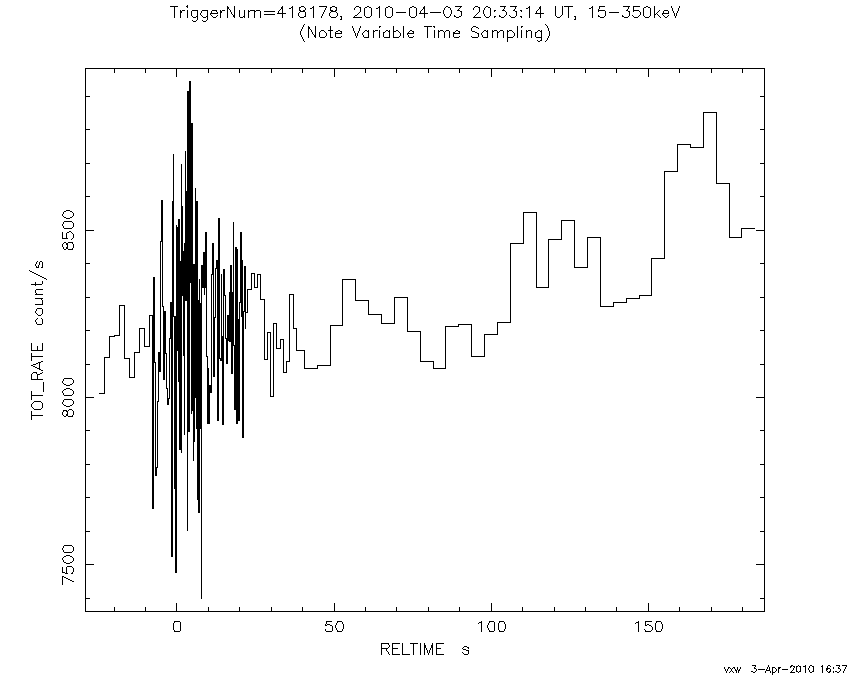 TriggerNum=418178, 2010-04-03 20:33:14 UT, 15-350keV
(Note Variable Time Sampling)
8500
8000
7500
TOT_RATE count/s
0 50 100 150
RELTIME s
vxw 3-Apr-2010 16:37